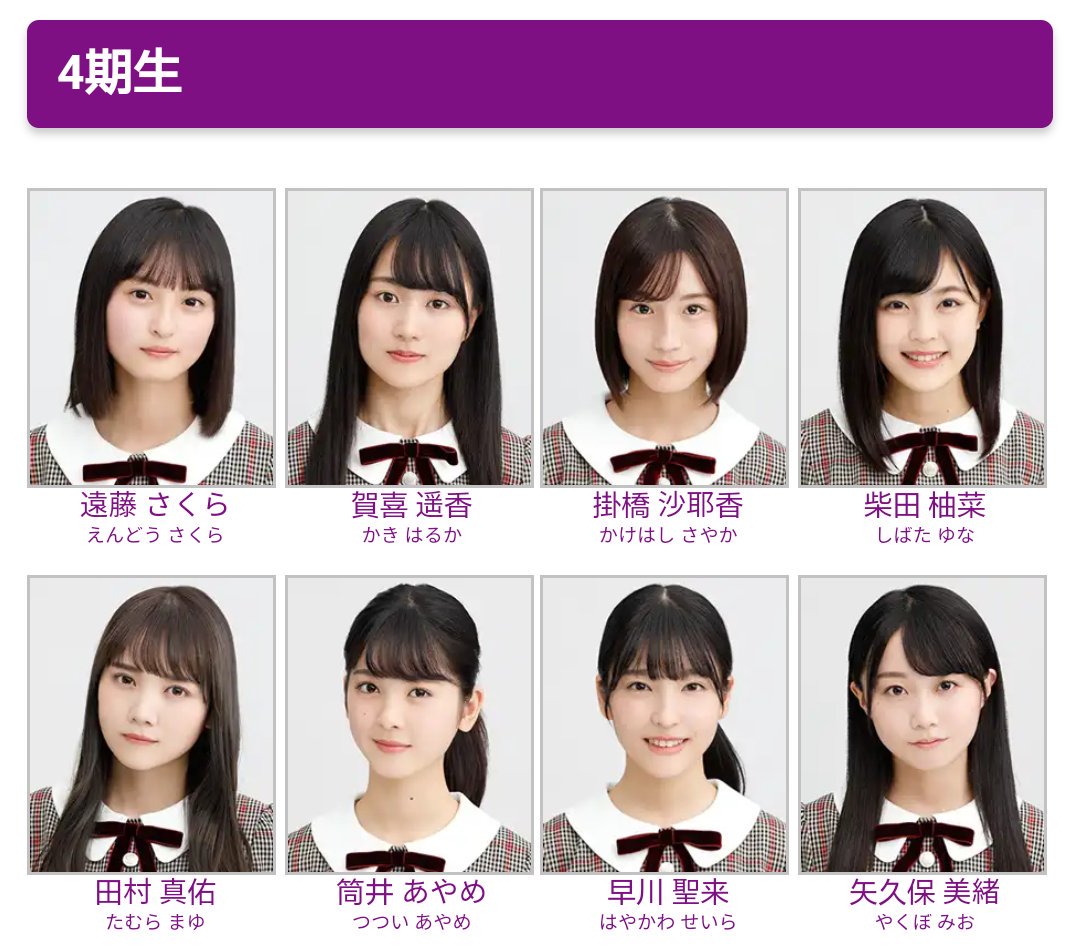 4期生
遠藤 さくら
えんどう さくら
賀喜 遥香
かき はるか
掛橋 沙耶香
かけはし さやか
柴田 柚菜
しばた ゆな
田村 真佑
たむら まゆ
筒井 あやめ
つつい あやめ
早川 聖来
はやかわ せいら
矢久保 美緒
やくぼ みお